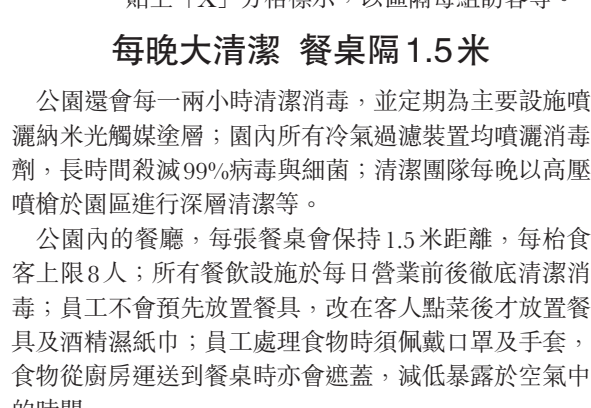 貼上「X」分格標示，以區隔每組訪客等。
每晚大清潔 餐桌隔1.5米
公園還會每一兩小時清潔消毒，並定期為主要設施噴
灑納米光觸媒塗層；園內所有冷氣過濾裝置均噴灑消毒
劑，長時間殺滅99%病毒與細菌；清潔團隊每晚以高壓
噴槍於園區進行深層清潔等。
公園內的餐廳，每張餐桌會保持1.5米距離，每枱食
客上限8人；所有餐飲設施於每日營業前後徹底清潔消
毒；員工不會預先放置餐具，改在客人點菜後才放置餐
具及酒精濕紙巾；員工處理食物時須佩戴口罩及手套，
食物從廚房運送到餐桌時亦會遮蓋，減低暴露於空氣中
的時間